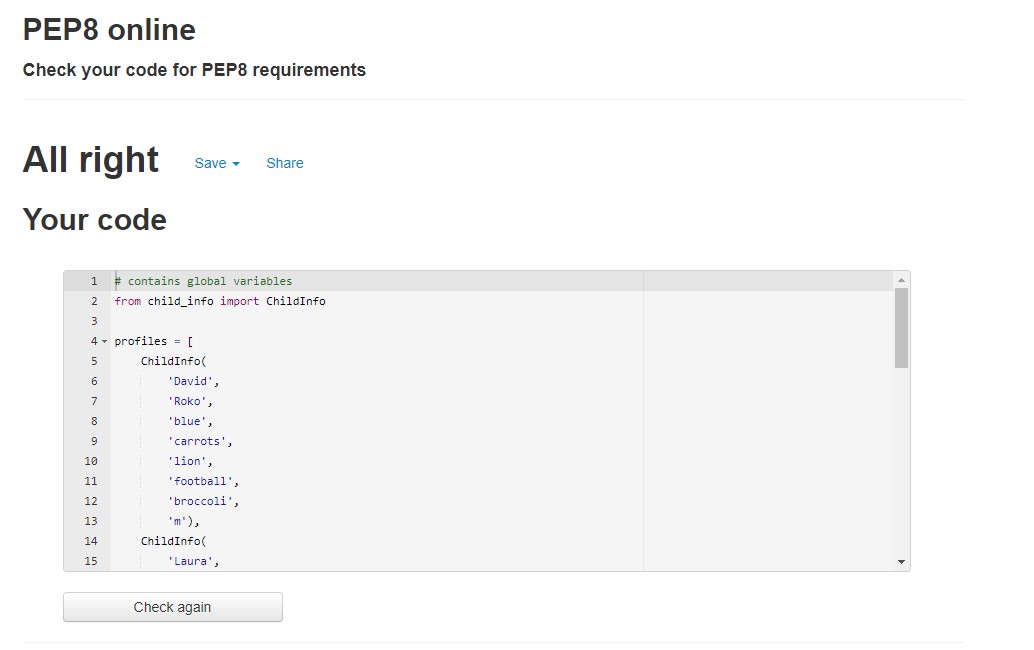 PEP8 online
Check your code for PEP8 requirements
All right Save Share
Your code
1 # contains global variables
2 from child_info import ChildInfo
3
4 profiles = [
5 ChildInfo(
6 'David',
7 'Roko',
8 'blue',
9 'carrots',
10 'lion',
11 'football',
12 'broccoli',
13 'm'),
14 ChildInfo(
15 'Laura',
Check again